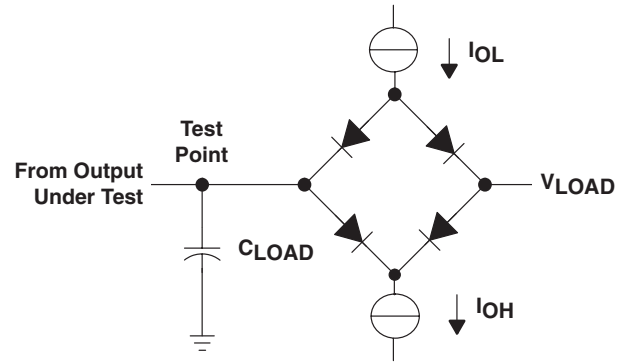 IOL
Test
Point
From Output
Under Test
VLOAD
CLOAD
IOH